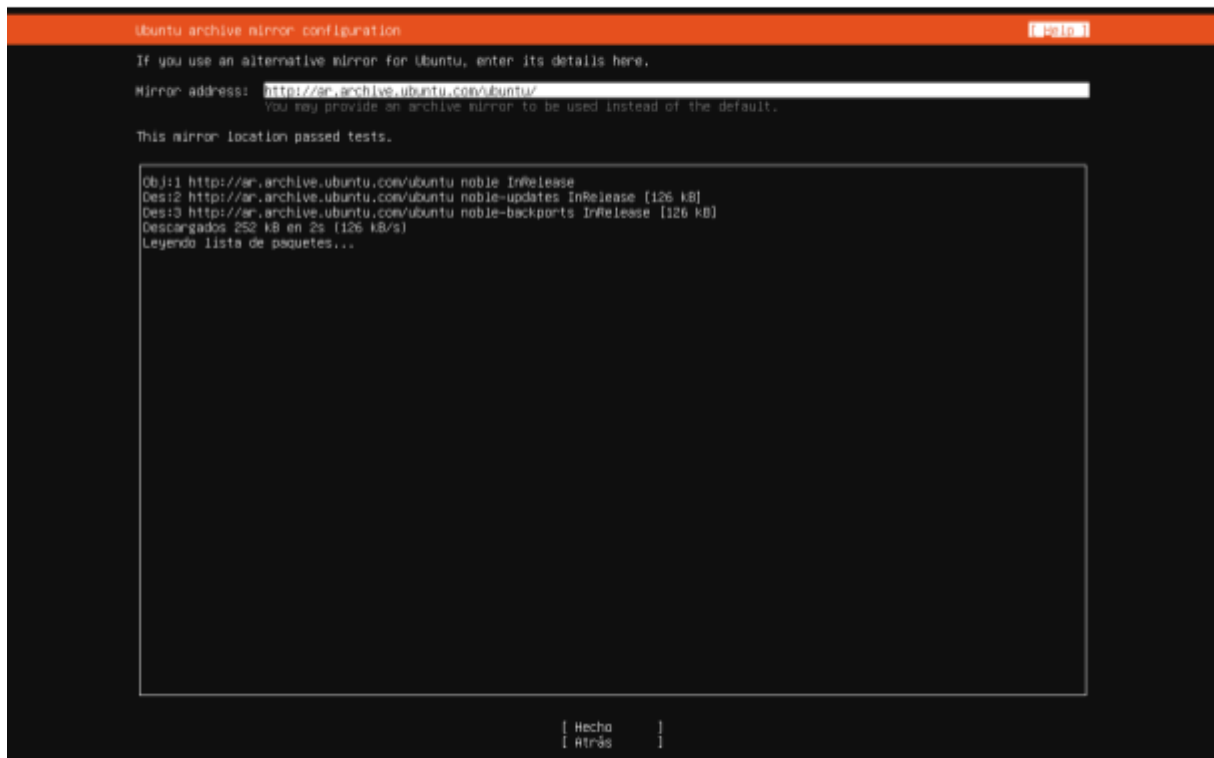 Ubuntu archive mirror configuration [ Help ]
If you use an alternative mirror for Ubuntu, enter its details here.
Mirror address: http://ar.archive.ubuntu.com/ubuntu/
You may provide an archive mirror to be used instead of the default.
This mirror location passed tests.
Obj:1 http://ar.archive.ubuntu.com/ubuntu noble InRelease
Des:2 http://ar.archive.ubuntu.com/ubuntu noble-updates InRelease [126 kB]
Des:3 http://ar.archive.ubuntu.com/ubuntu noble-backports InRelease [126 kB]
Descargados 252 kB en 2s (126 kB/s)
Leyendo lista de paquetes...
[ Hecho ]
[ Atrás ]